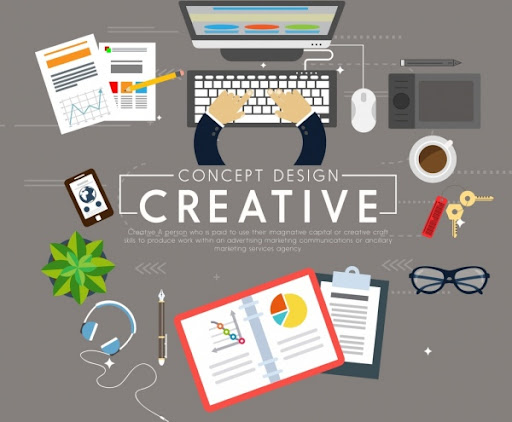 CONCEPT DESIGN
CREATIVE
Creative A person who is paid to use their imaginative capital or creative craft
skills to produce work within an advertising marketing communications or ancillary
marketing services agency.